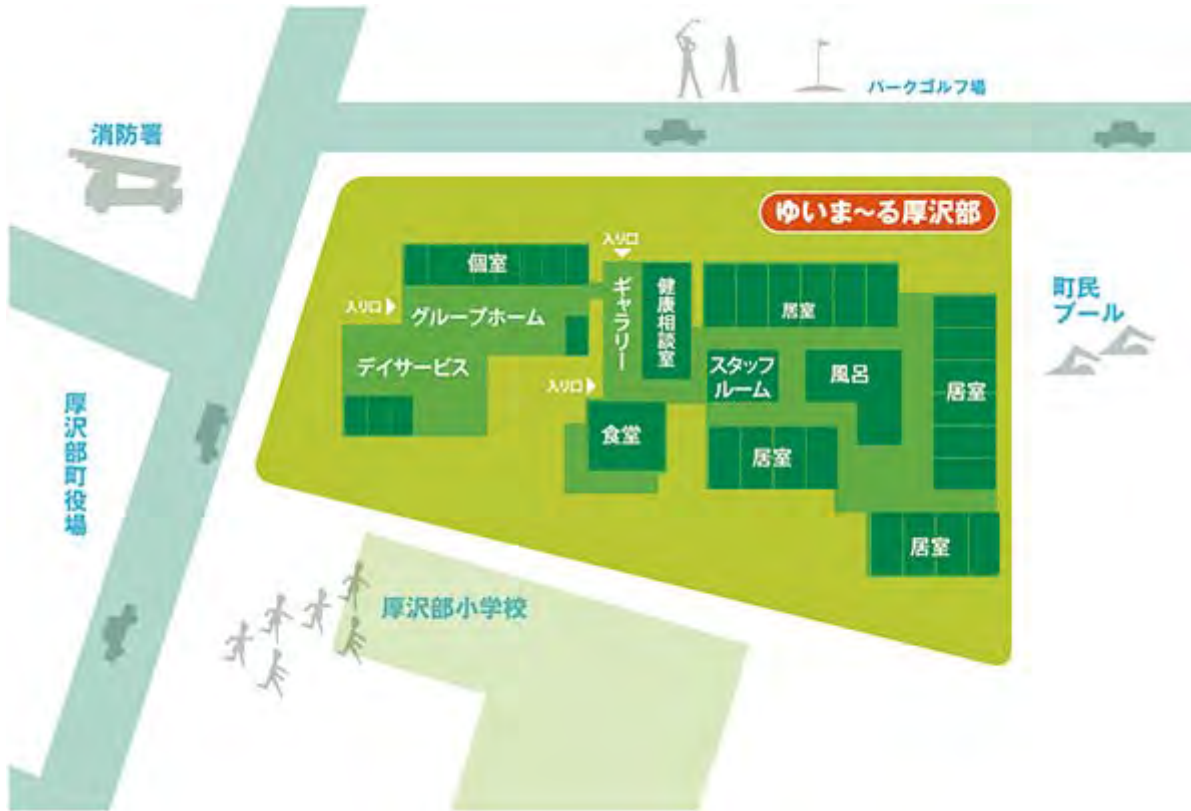 パークゴルフ場
消防署
ゆいま～る厚沢部
入り口
個室
ギャラリー
健康相談室
居室
町民
プール
入り口
グループホーム
デイサービス
スタッフ
ルーム
風呂
居室
入り口
食堂
居室
厚沢部町役場
居室
厚沢部小学校